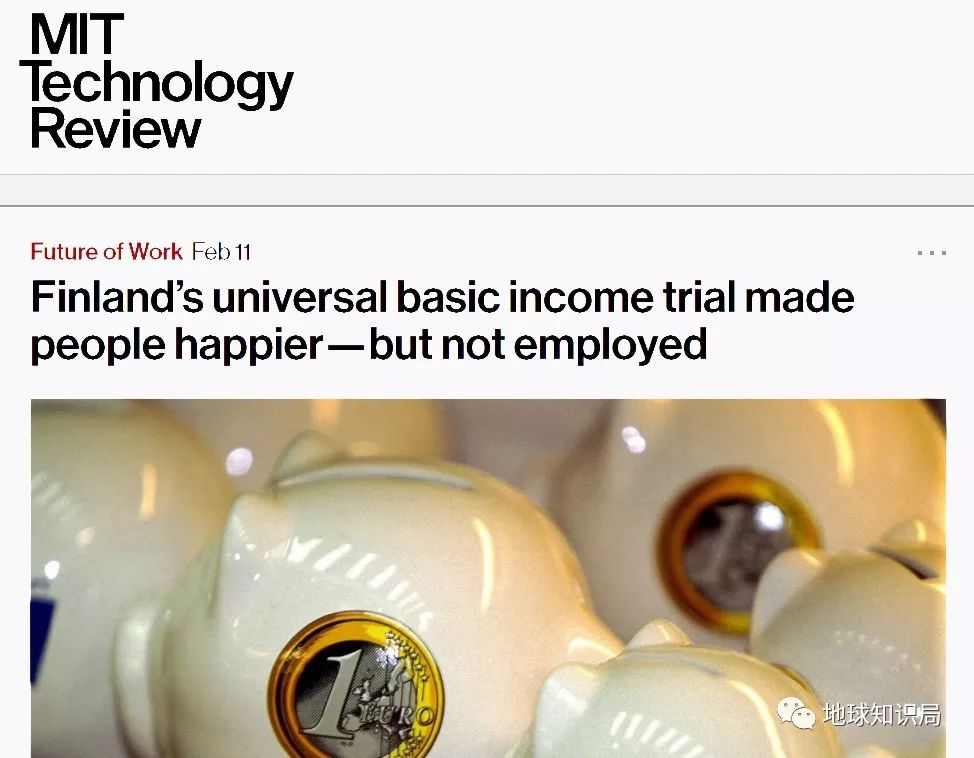 MIT
Technology
Review
Future of Work Feb 11
Finland’s universal basic income trial made
people happier—but not employed
1
1
EURO
地球知识局